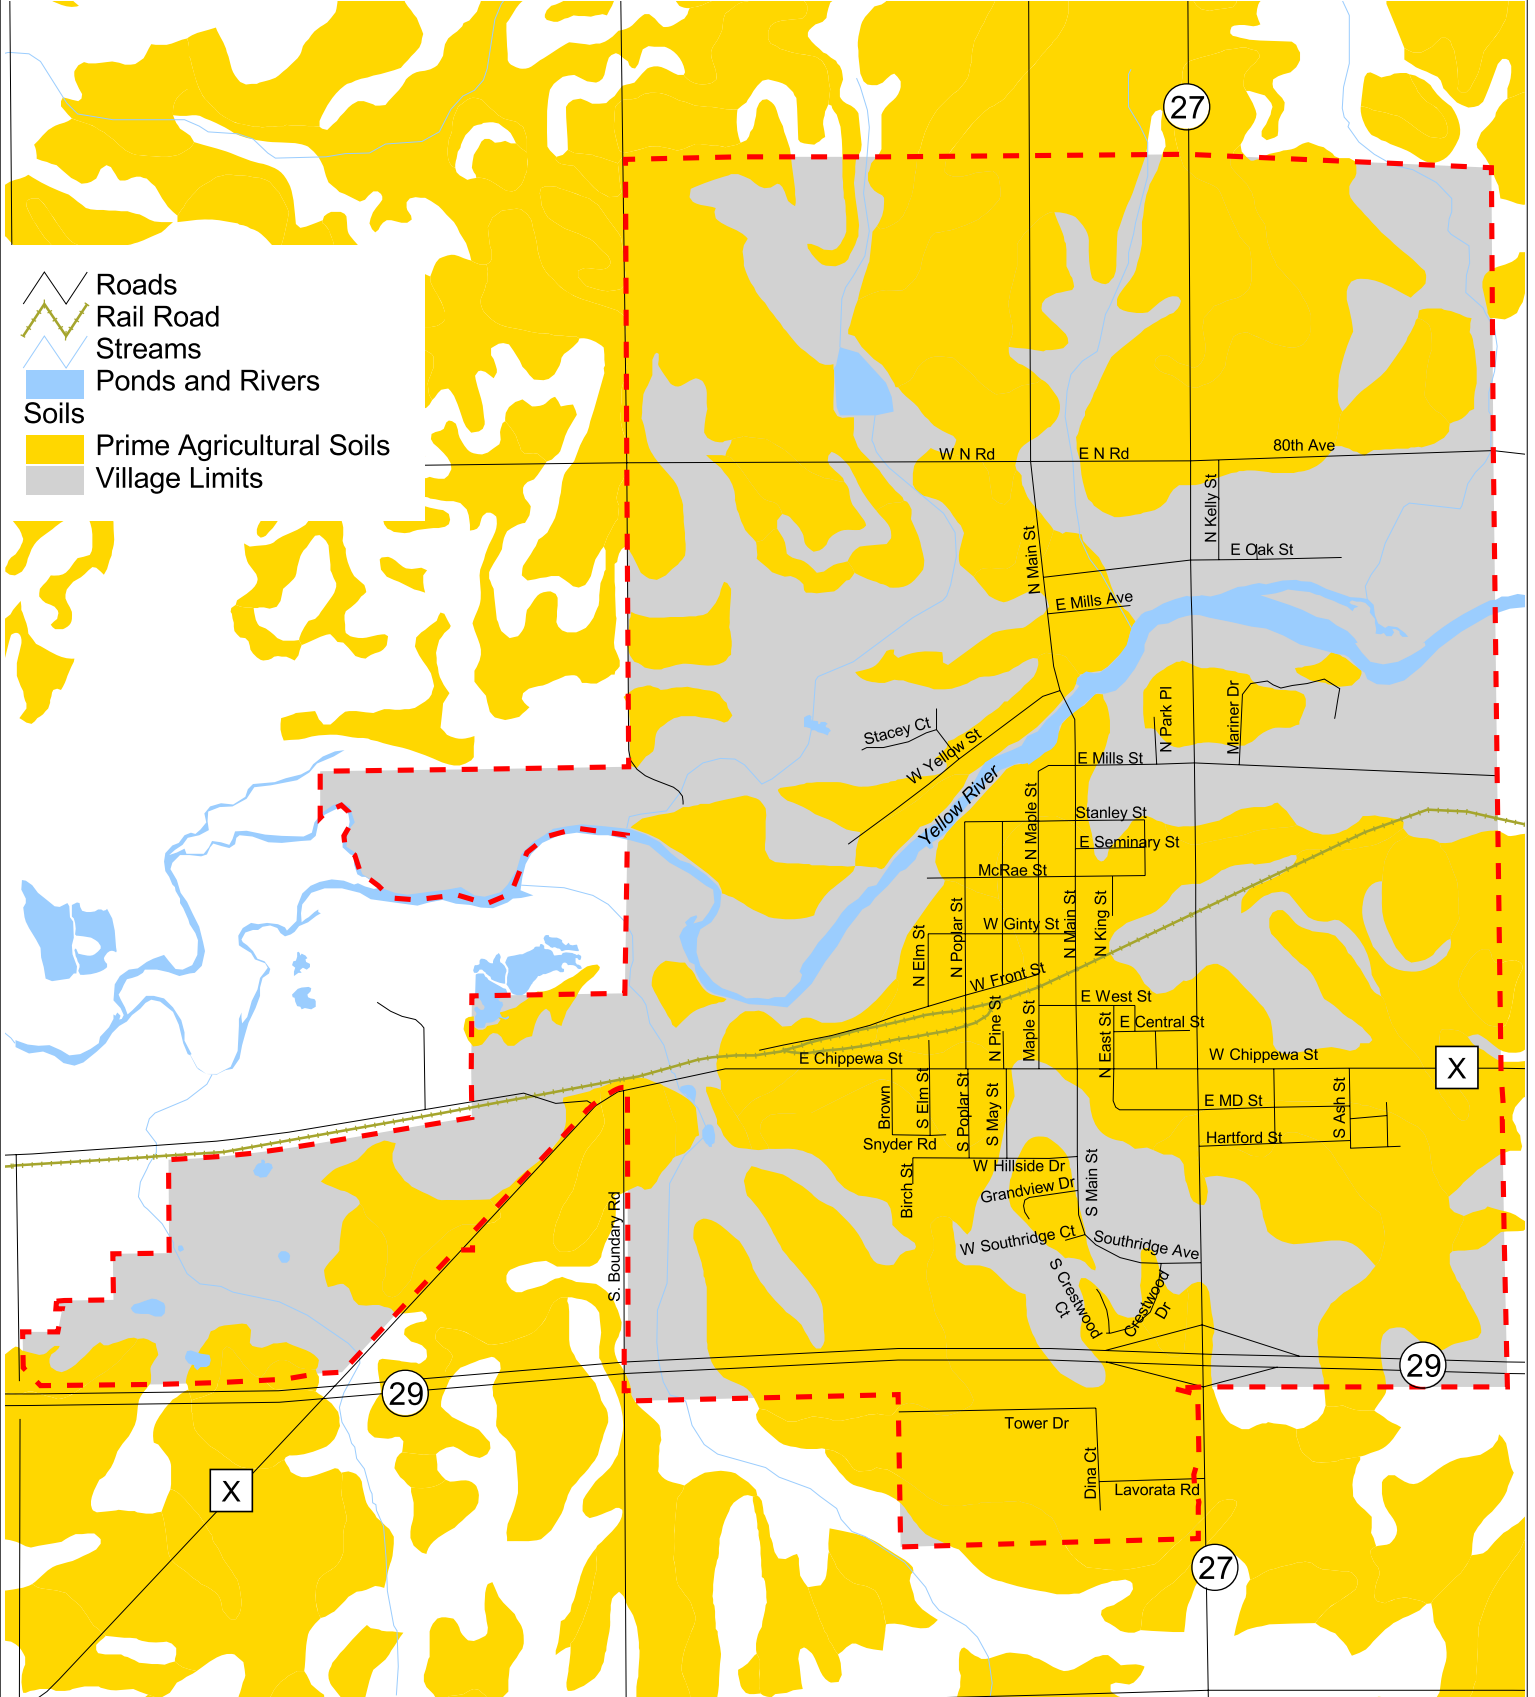 27
Roads
Rail Road
Streams
Ponds and Rivers
Soils
Prime Agricultural Soils
Village Limits
W N Rd
E N Rd
80th Ave
N Kelly St
N Main St
E Oak St
E Mills Ave
Stacey Ct
W Yellow St
N Park Pl
Mariner Dr
E Mills St
Yellow River
N Maple St
Stanley St
E Seminary St
McRae St
N Poplar St
N Main St
N King St
W Ginty St
N Elm St
W Front St
E West St
N Pine St
Maple St
E Central St
N East St
E Chippewa St
W Chippewa St
X
Brown
S Elm St
S Poplar St
S May St
E MD St
S Ash St
Snyder Rd
Hartford St
Birch St
W Hillside Dr
Grandview Dr
S Main St
S. Boundary Rd
W Southridge Ct
Southridge Ave
S Crestwood
Ct
Crestwood
Dr
29
29
Tower Dr
Dina Ct
Lavorata Rd
X
27